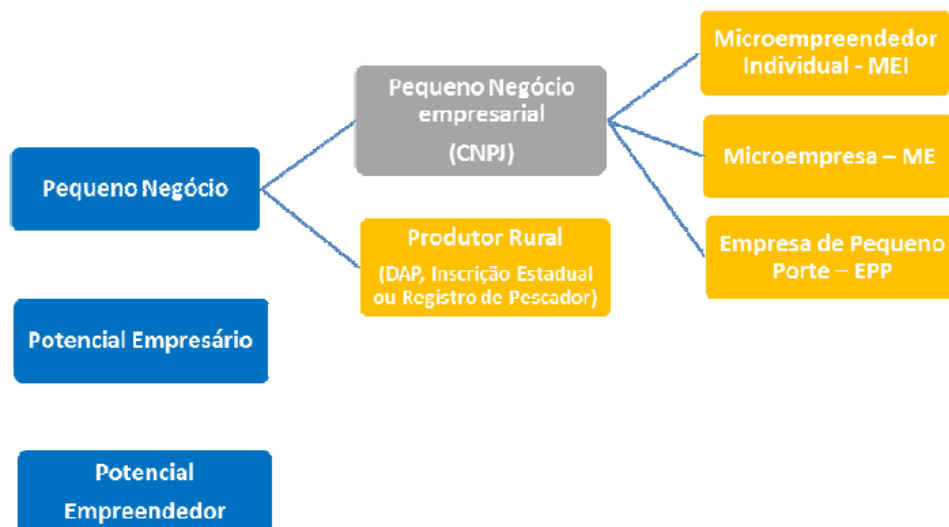 Pequeno Negócio
Pequeno Negócio
empresarial
(CNPJ)
Produtor Rural
(DAP, Inscrição Estadual
ou Registro de Pescador)
Microempreendedor
Individual - MEI
Microempresa – ME
Empresa de Pequeno
Porte – EPP
Potencial Empresário
Potencial
Empreendedor